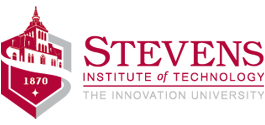 1870
STEVENS
INSTITUTE of TECHNOLOGY
THE INNOVATION UNIVERSITY